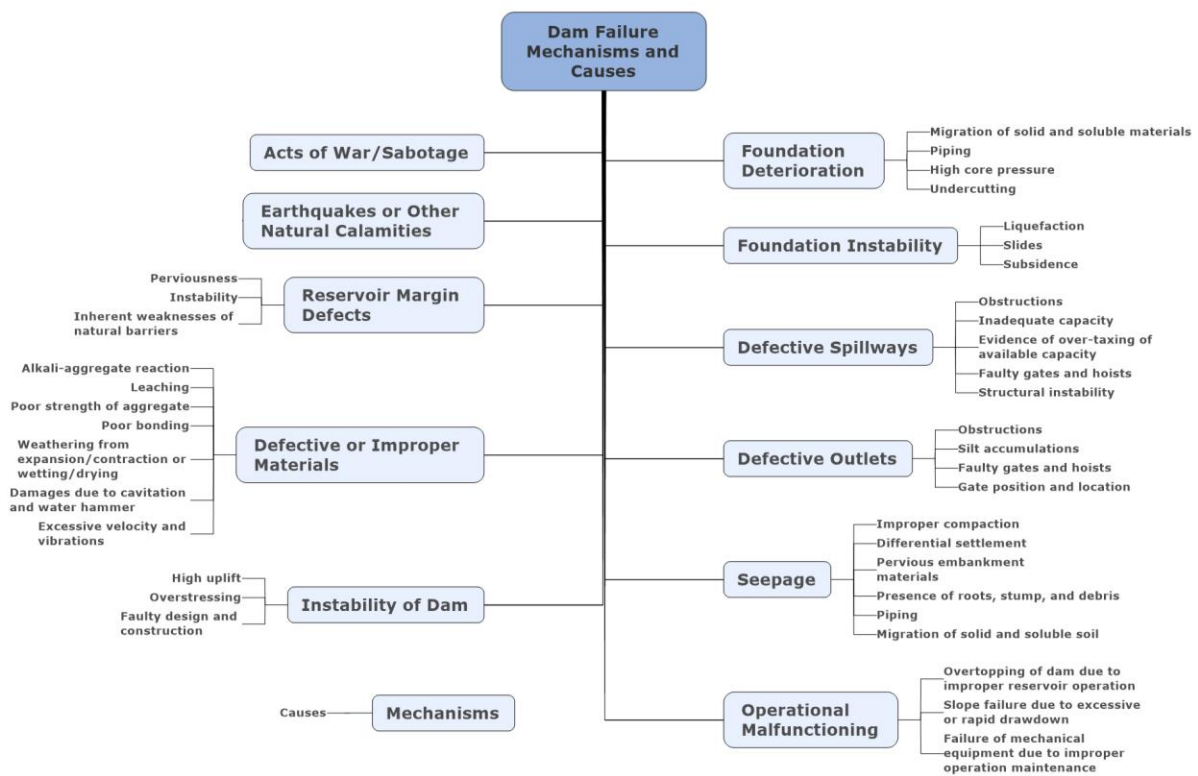 Dam Failure
Mechanisms and
Causes
Acts of War/Sabotage
Earthquakes or Other
Natural Calamities
Perviousness
Instability
Inherent weaknesses of
natural barriers
Reservoir Margin
Defects
Alkali-aggregate reaction
Leaching
Poor strength of aggregate
Poor bonding
Weathering from
expansion/contraction or
wetting/drying
Damages due to cavitation
and water hammer
Excessive velocity and
vibrations
Defective or Improper
Materials
High uplift
Overstressing
Faulty design and
construction
Instability of Dam
Causes
Mechanisms
Foundation
Deterioration
Migration of solid and soluble materials
Piping
High core pressure
Undercutting
Foundation Instability
Liquefaction
Slides
Subsidence
Defective Spillways
Obstructions
Inadequate capacity
Evidence of over-taxing of
available capacity
Faulty gates and hoists
Structural instability
Defective Outlets
Obstructions
Silt accumulations
Faulty gates and hoists
Gate position and location
Seepage
Improper compaction
Differential settlement
Pervious embankment
materials
Presence of roots, stump, and debris
Piping
Migration of solid and soluble soil
Operational
Malfunctioning
Overtopping of dam due to
improper reservoir operation
Slope failure due to excessive
or rapid drawdown
Failure of mechanical
equipment due to improper
operation maintenance